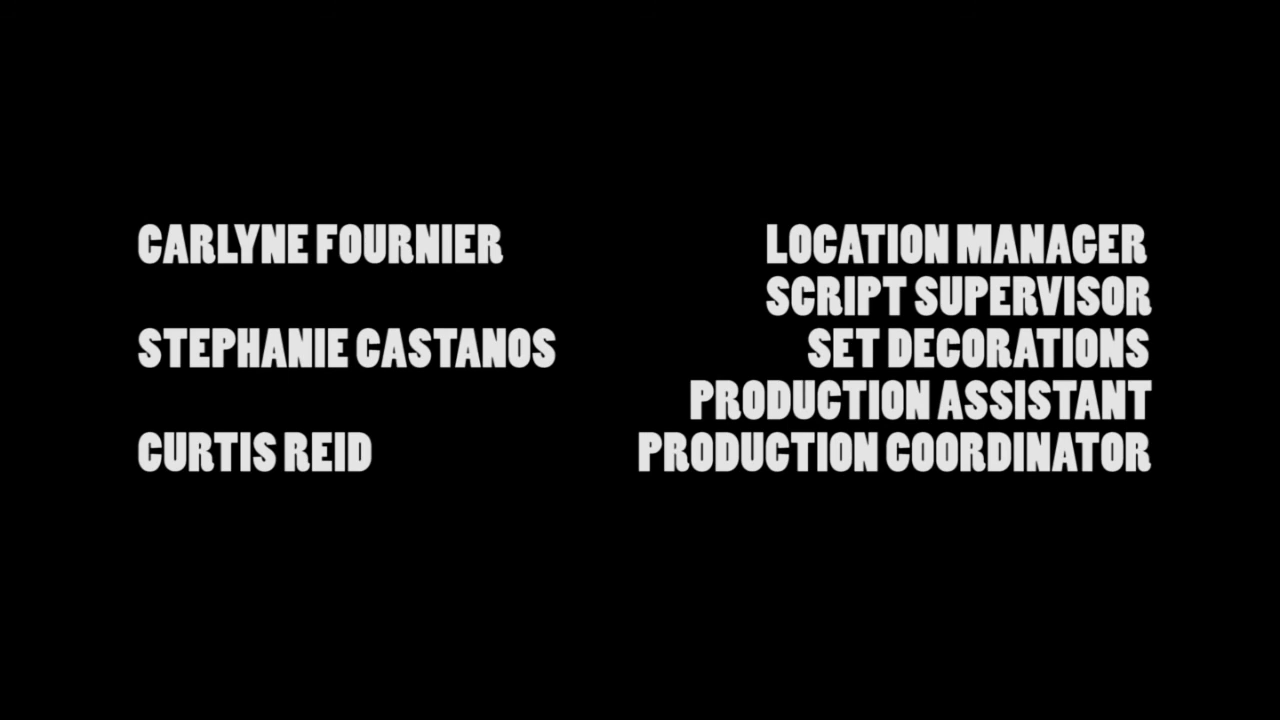 CARLYNE FOURNIER LOCATION MANAGER
SCRIPT SUPERVISOR
STEPHANIE CASTANOS SET DECORATIONS
PRODUCTION ASSISTANT
CURTIS REID PRODUCTION COORDINATOR